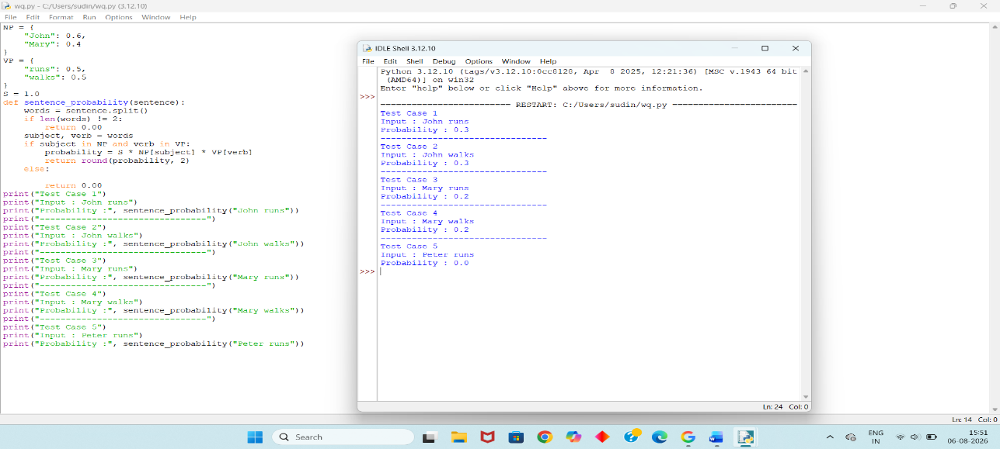 wq.py - C:/Users/sudin/wq.py (3.12.10)
File Edit Format Run Options Window Help
NP = {
    "John": 0.6,
    "Mary": 0.4
}
VP = {
    "runs": 0.5,
    "walks": 0.5
}
S = 1.0
def sentence_probability(sentence):
    words = sentence.split()
    if len(words) != 2:
        return 0.00
    subject, verb = words
    if subject in NP and verb in VP:
        probability = S * NP[subject] * VP[verb]
        return round(probability, 2)
    else:
        return 0.00
print("Test Case 1")
print("Input : John runs")
print("Probability :", sentence_probability("John runs"))
print("--------------------------------")
print("Test Case 2")
print("Input : John walks")
print("Probability :", sentence_probability("John walks"))
print("--------------------------------")
print("Test Case 3")
print("Input : Mary runs")
print("Probability :", sentence_probability("Mary runs"))
print("--------------------------------")
print("Test Case 4")
print("Input : Mary walks")
print("Probability :", sentence_probability("Mary walks"))
print("--------------------------------")
print("Test Case 5")
print("Input : Peter runs")
print("Probability :", sentence_probability("Peter runs"))
IDLE Shell 3.12.10
File Edit Shell Debug Options Window Help
Python 3.12.10 (tags/v3.12.10:0cc8128, Apr  8 2025, 12:21:36) [MSC v.1943 64 bit
(AMD64)] on win32
Enter "help" below or click "Help" above for more information.
>>>
========================= RESTART: C:/Users/sudin/wq.py ========================
Test Case 1
Input : John runs
Probability : 0.3
--------------------------------
Test Case 2
Input : John walks
Probability : 0.3
--------------------------------
Test Case 3
Input : Mary runs
Probability : 0.2
--------------------------------
Test Case 4
Input : Mary walks
Probability : 0.2
--------------------------------
Test Case 5
Input : Peter runs
Probability : 0.0
>>>
Ln: 24 Col: 0
Ln: 14 Col: 0
Search
ENG
IN
15:51
06-08-2026